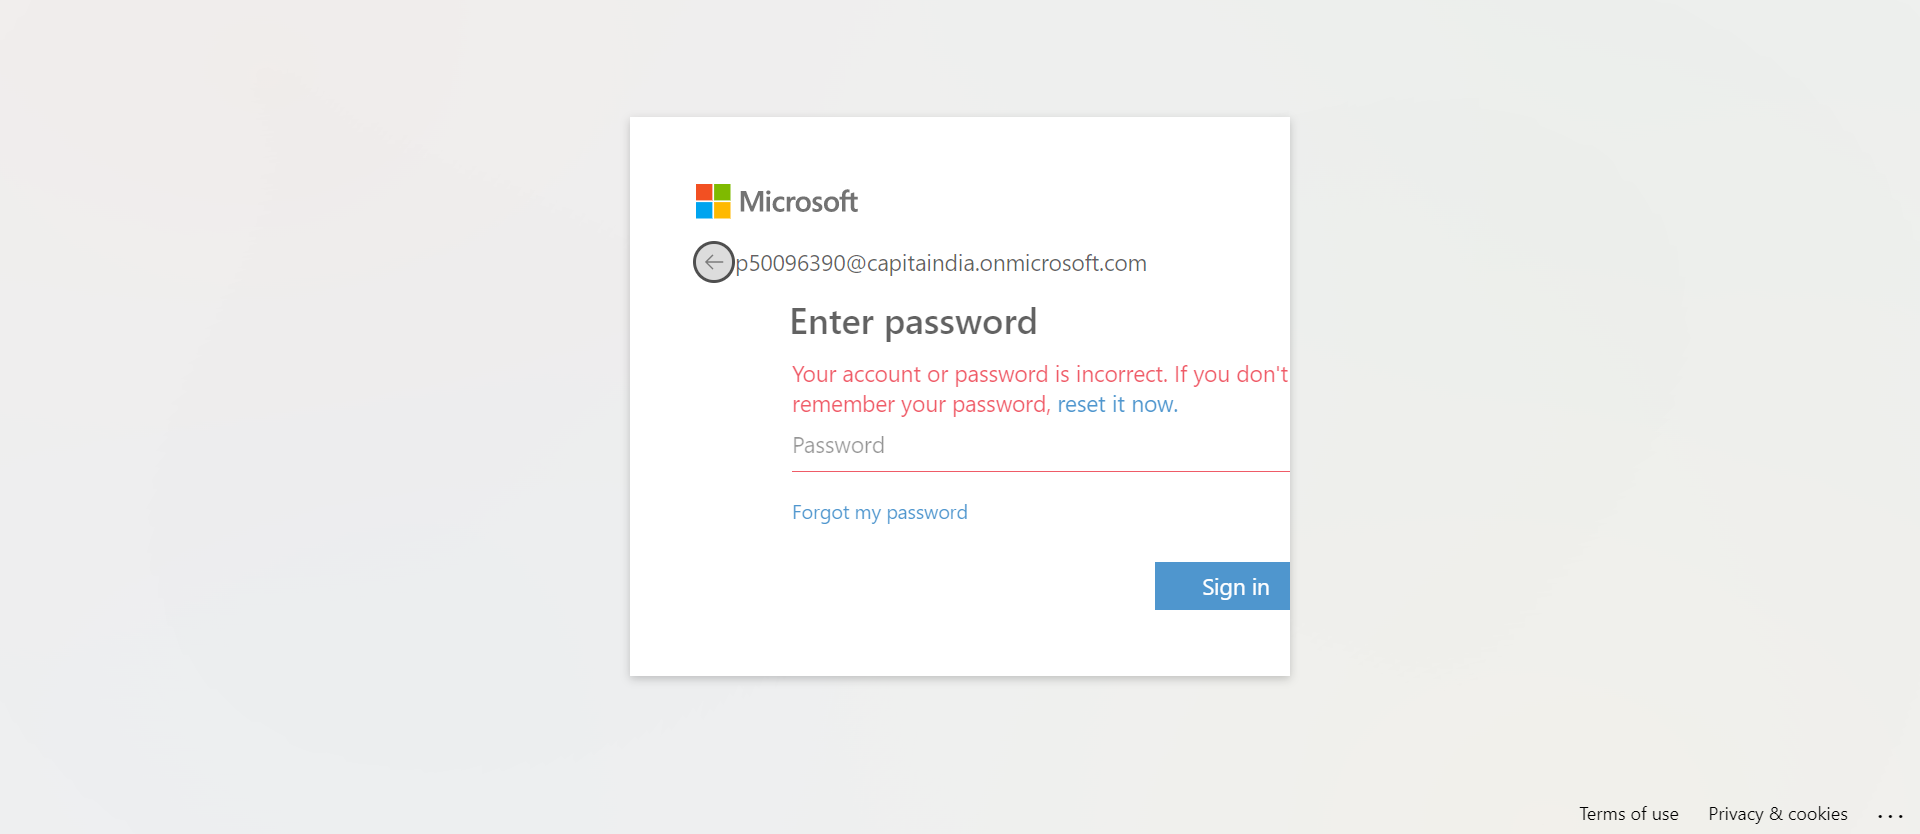 Microsoft
p50096390@capitaindia.onmicrosoft.com
Enter password
Your account or password is incorrect. If you don't
remember your password, reset it now.
Password
Forgot my password
Sign in
Terms of use Privacy & cookies ...